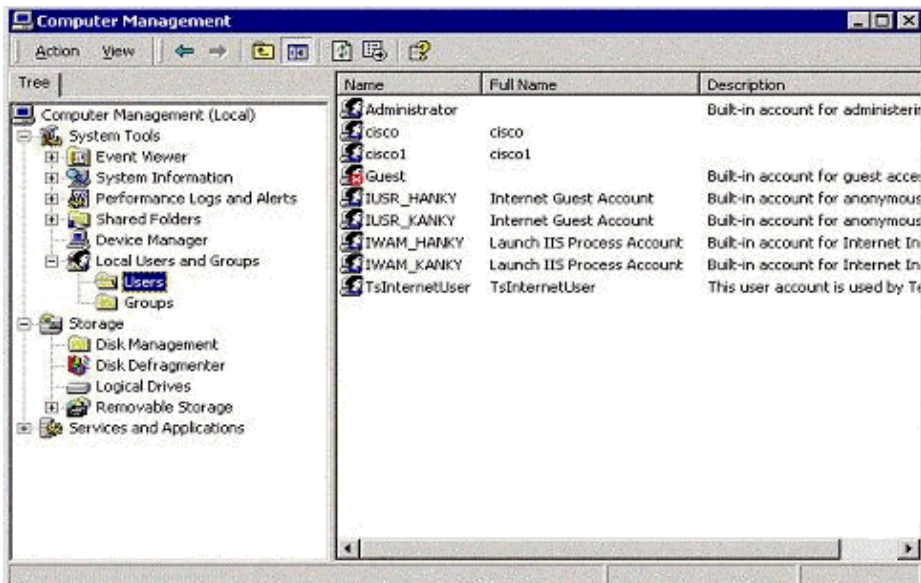 Computer Management
Action View
Tree
Computer Management (Local)
System Tools
Event Viewer
System Information
Performance Logs and Alerts
Shared Folders
Device Manager
Local Users and Groups
Users
Groups
Storage
Disk Management
Disk Defragmenter
Logical Drives
Removable Storage
Services and Applications
Name Full Name Description
Administrator Built-in account for administerin
cisco cisco
cisco1 cisco1
Guest Built-in account for guest acce
IUSR_HANKY Internet Guest Account Built-in account for anonymous
IUSR_KANKY Internet Guest Account Built-in account for anonymous
IWAM_HANKY Launch IIS Process Account Built-in account for Internet In
IWAM_KANKY Launch IIS Process Account Built-in account for Internet In
TsInternetUser TsInternetUser This user account is used by Te